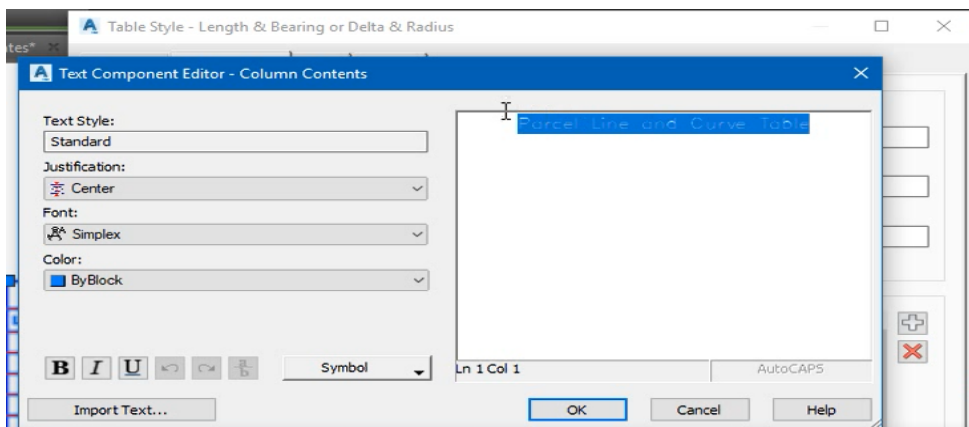 Table Style - Length & Bearing or Delta & Radius
tes*
Text Component Editor - Column Contents
Text Style:
Standard
Justification:
Center
Font:
Simplex
Color:
ByBlock
B I U
Symbol
Import Text...
Parcel Line and Curve Table
Ln 1 Col 1
AutoCAPS
OK
Cancel
Help